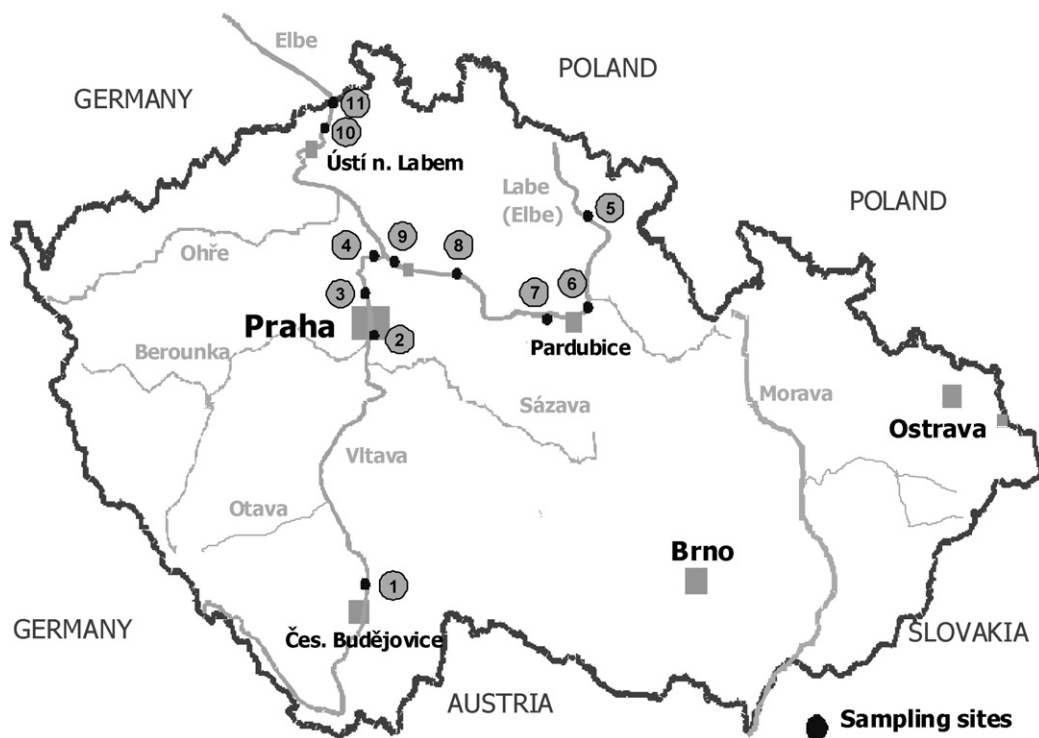 Elbe
POLAND
GERMANY
11
10
Ústí n. Labem
Labe
(Elbe)
5
POLAND
Ohře
4
9
8
3
7
6
Praha
2
Pardubice
Berounka
Sázava
Morava
Ostrava
Vltava
Otava
Brno
1
GERMANY
Čes. Budějovice
SLOVAKIA
AUSTRIA
Sampling sites